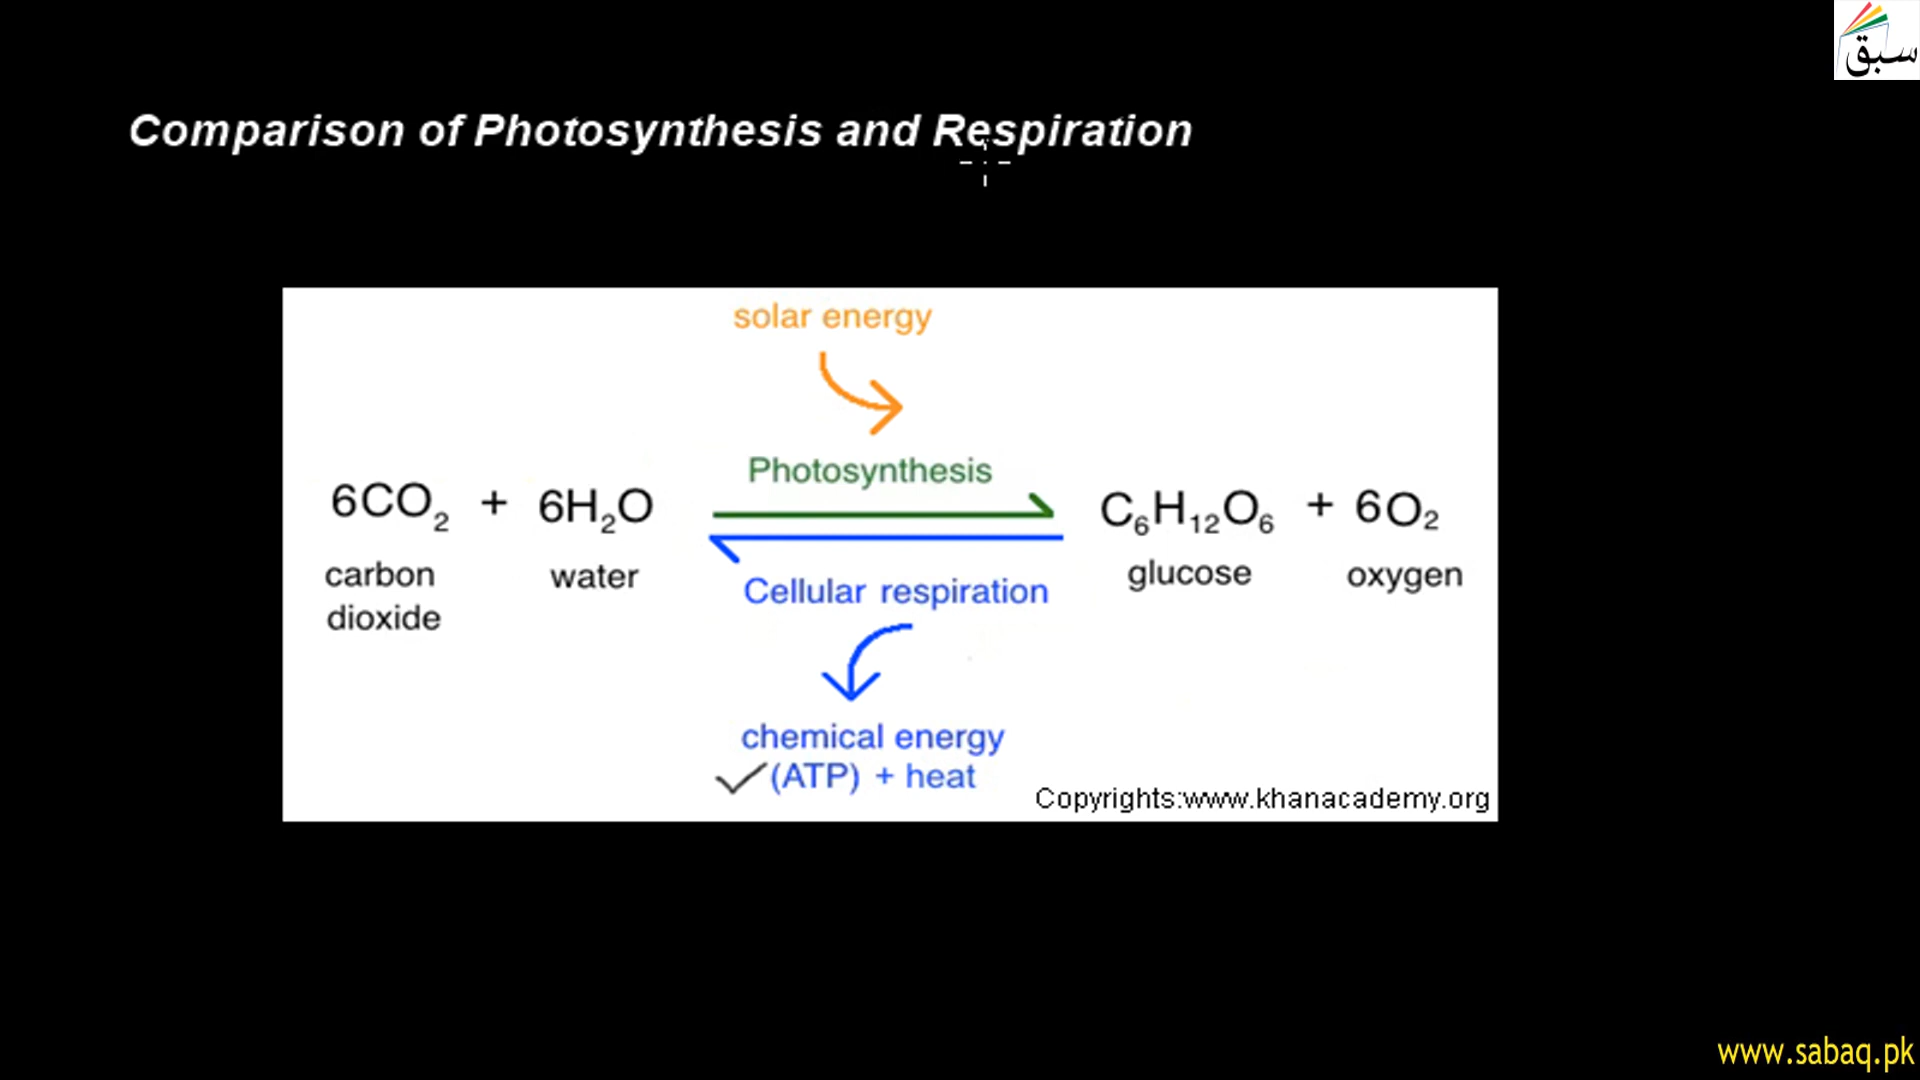 سبق
Comparison of Photosynthesis and Respiration
solar energy
Photosynthesis
6CO₂ + 6H₂O
C₆H₁₂O₆ + 6O₂
carbon dioxide
water
glucose
oxygen
Cellular respiration
chemical energy
(ATP) + heat
Copyrights:www.khanacademy.org
www.sabaq.pk